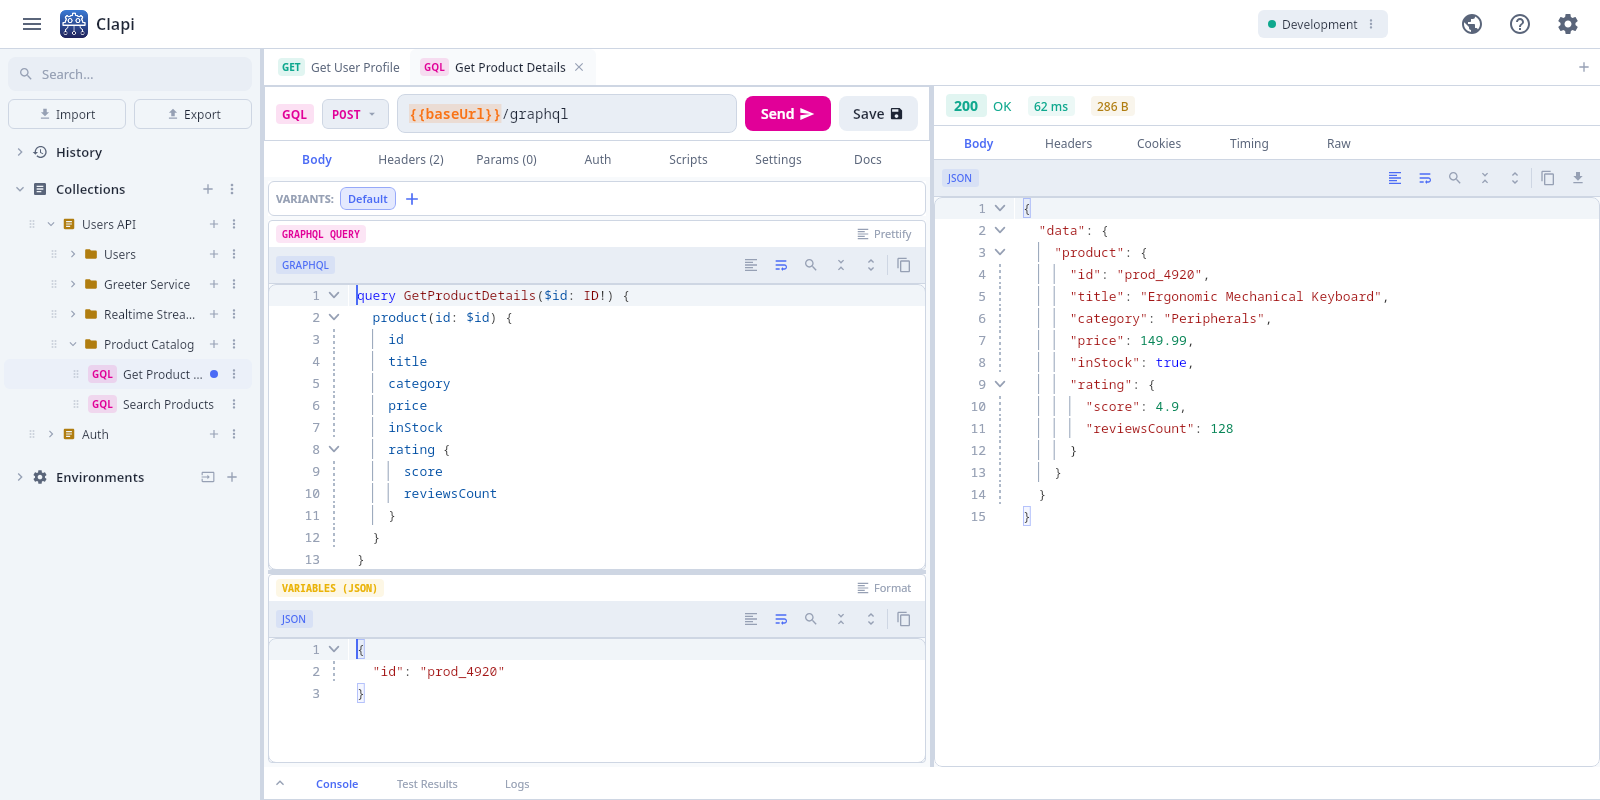 Clapi
Development
Search...
Import
Export
History
Collections
Users API
Users
Greeter Service
Realtime Strea...
Product Catalog
GQL Get Product ...
GQL Search Products
Auth
Environments
GET Get User Profile
GQL Get Product Details
GQL POST {{baseUrl}}/graphql Send Save
Body Headers (2) Params (0) Auth Scripts Settings Docs
VARIANTS: Default
GRAPHQL QUERY Prettify
GRAPHQL
1 query GetProductDetails($id: ID!) {
2 product(id: $id) {
3 id
4 title
5 category
6 price
7 inStock
8 rating {
9 score
10 reviewsCount
11 }
12 }
13 }
VARIABLES (JSON) Format
JSON
1 {
2 "id": "prod_4920"
3 }
Console Test Results Logs
200 OK 62 ms 286 B
Body Headers Cookies Timing Raw
JSON
1 {
2 "data": {
3 "product": {
4 "id": "prod_4920",
5 "title": "Ergonomic Mechanical Keyboard",
6 "category": "Peripherals",
7 "price": 149.99,
8 "inStock": true,
9 "rating": {
10 "score": 4.9,
11 "reviewsCount": 128
12 }
13 }
14 }
15 }